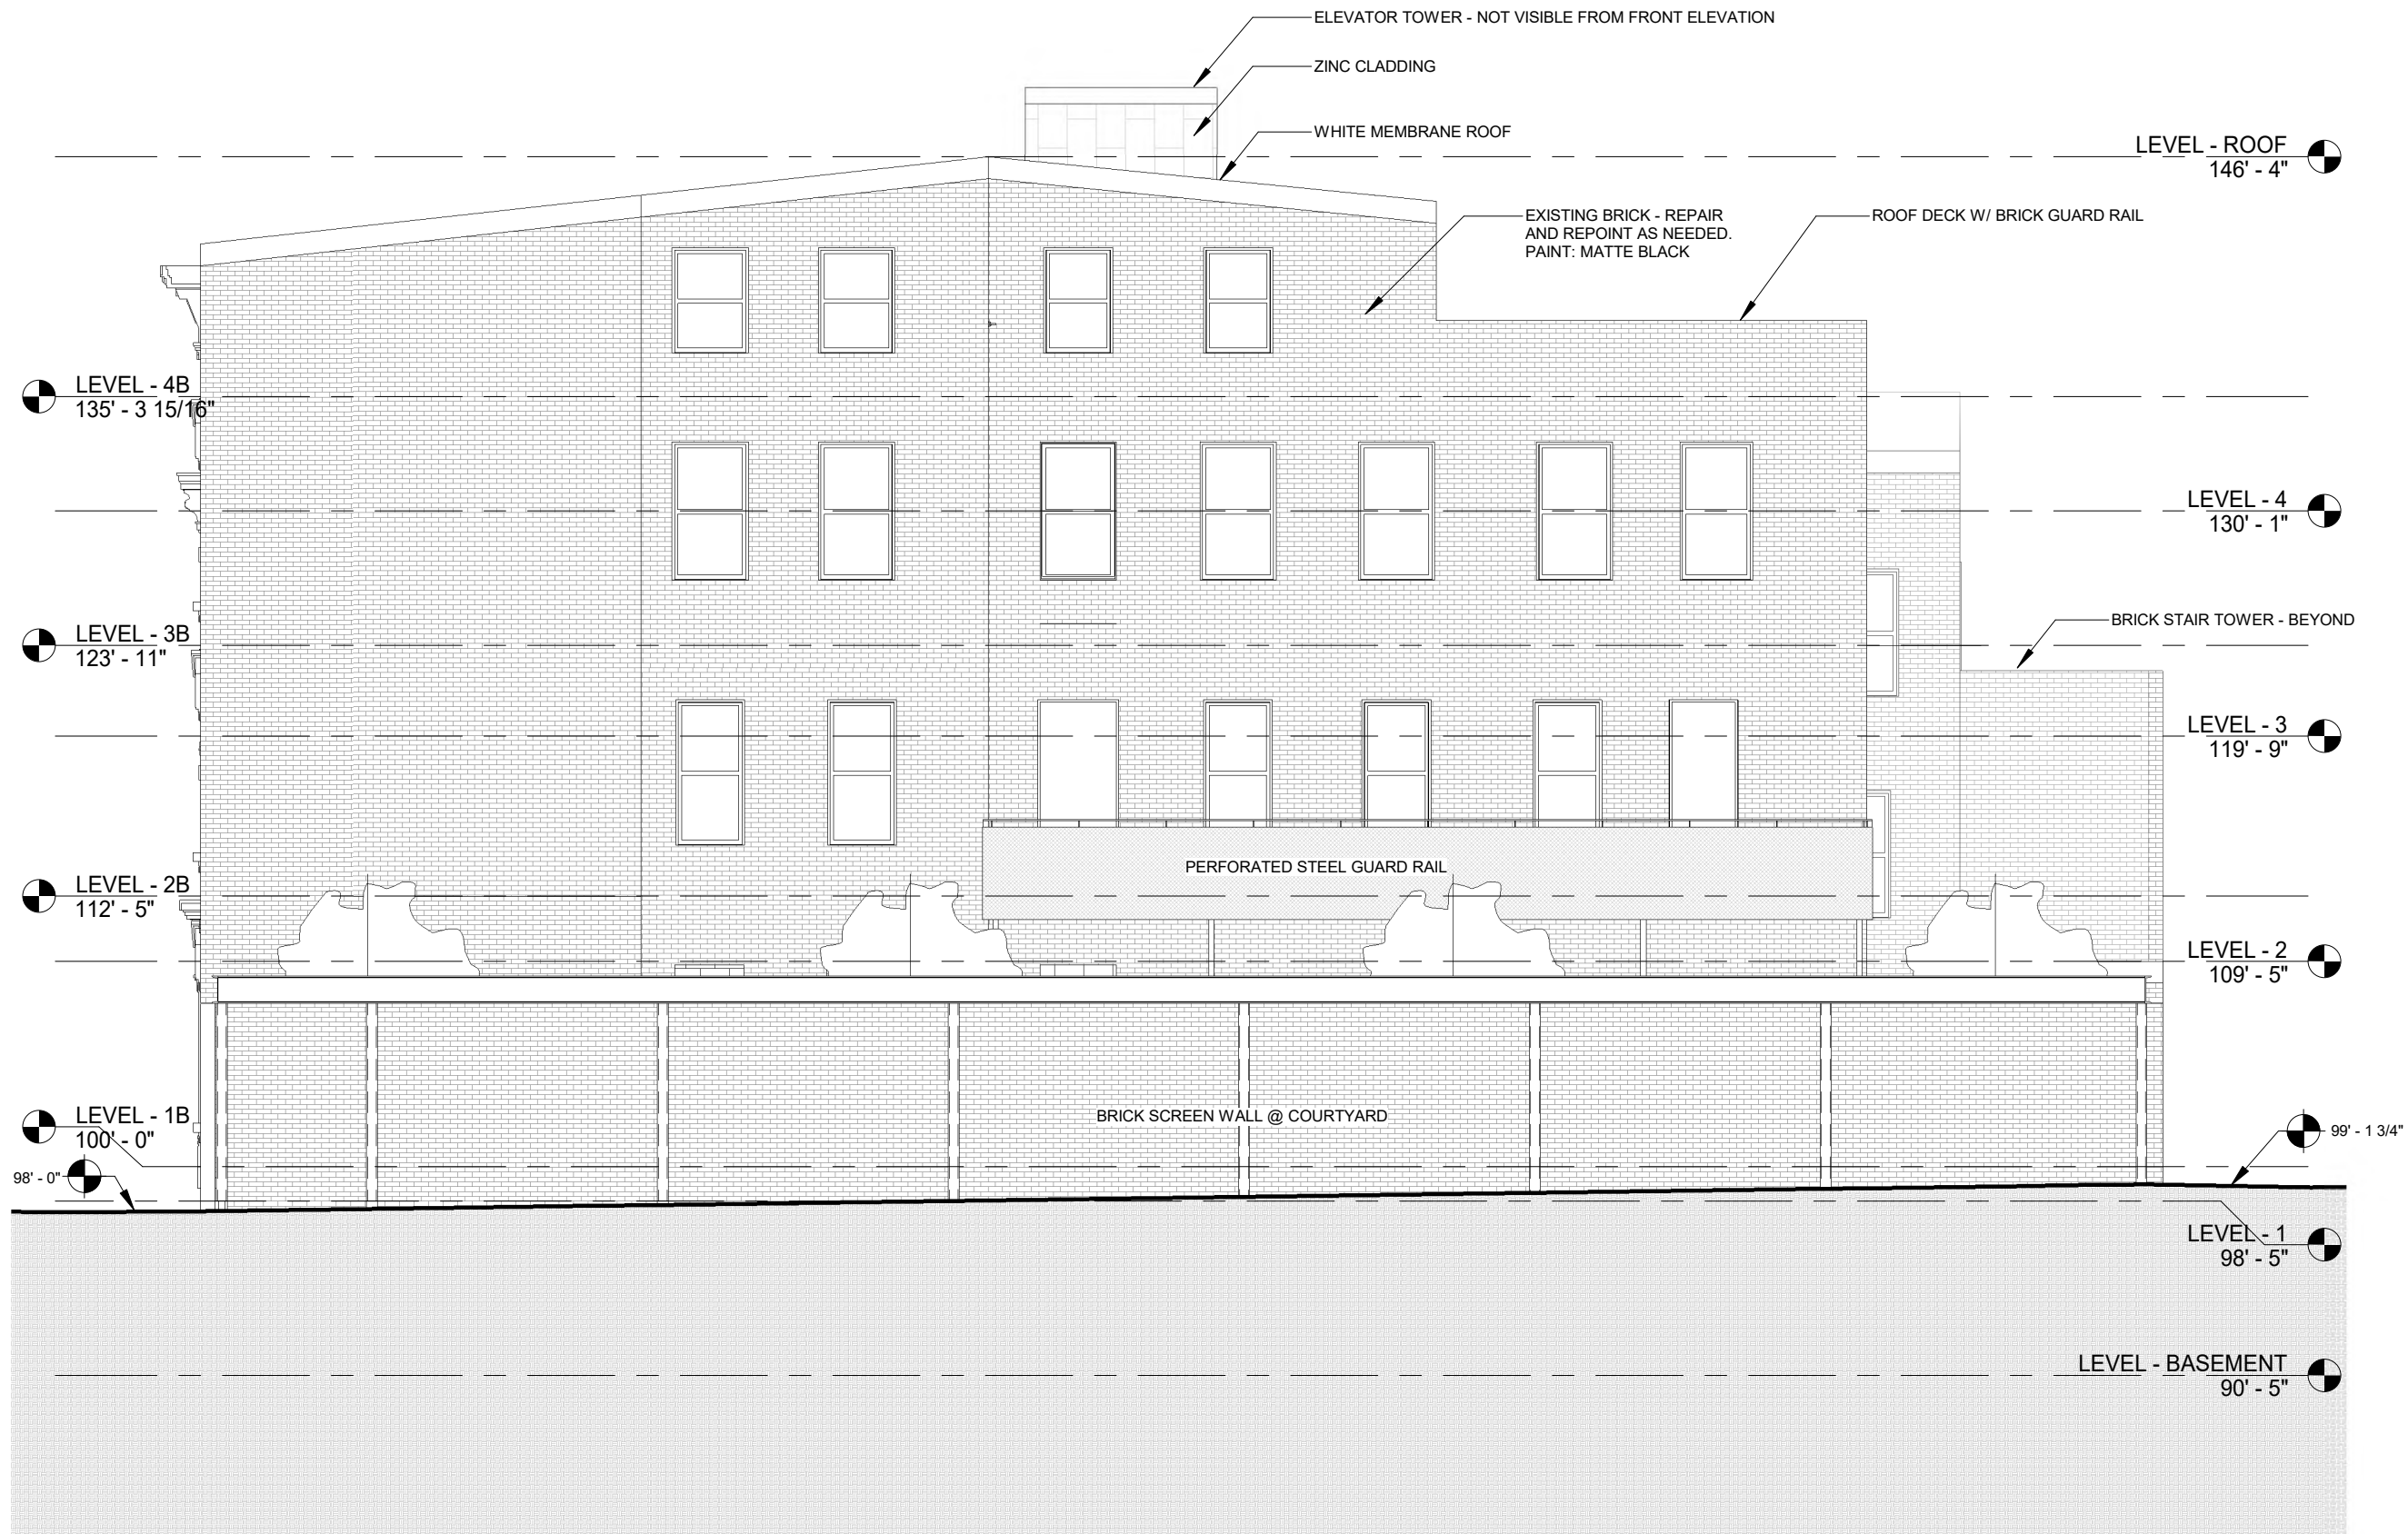 ELEVATOR TOWER - NOT VISIBLE FROM FRONT ELEVATION
ZINC CLADDING
WHITE MEMBRANE ROOF
LEVEL - ROOF
146' - 4"
EXISTING BRICK - REPAIR
AND REPOINT AS NEEDED.
PAINT: MATTE BLACK
ROOF DECK W/ BRICK GUARD RAIL
LEVEL - 4B
135' - 3 15/16"
LEVEL - 4
130' - 1"
LEVEL - 3B
123' - 11"
BRICK STAIR TOWER - BEYOND
LEVEL - 3
119' - 9"
PERFORATED STEEL GUARD RAIL
LEVEL - 2B
112' - 5"
LEVEL - 2
109' - 5"
LEVEL - 1B
100' - 0"
BRICK SCREEN WALL @ COURTYARD
99' - 1 3/4"
98' - 0"
LEVEL - 1
98' - 5"
LEVEL - BASEMENT
90' - 5"